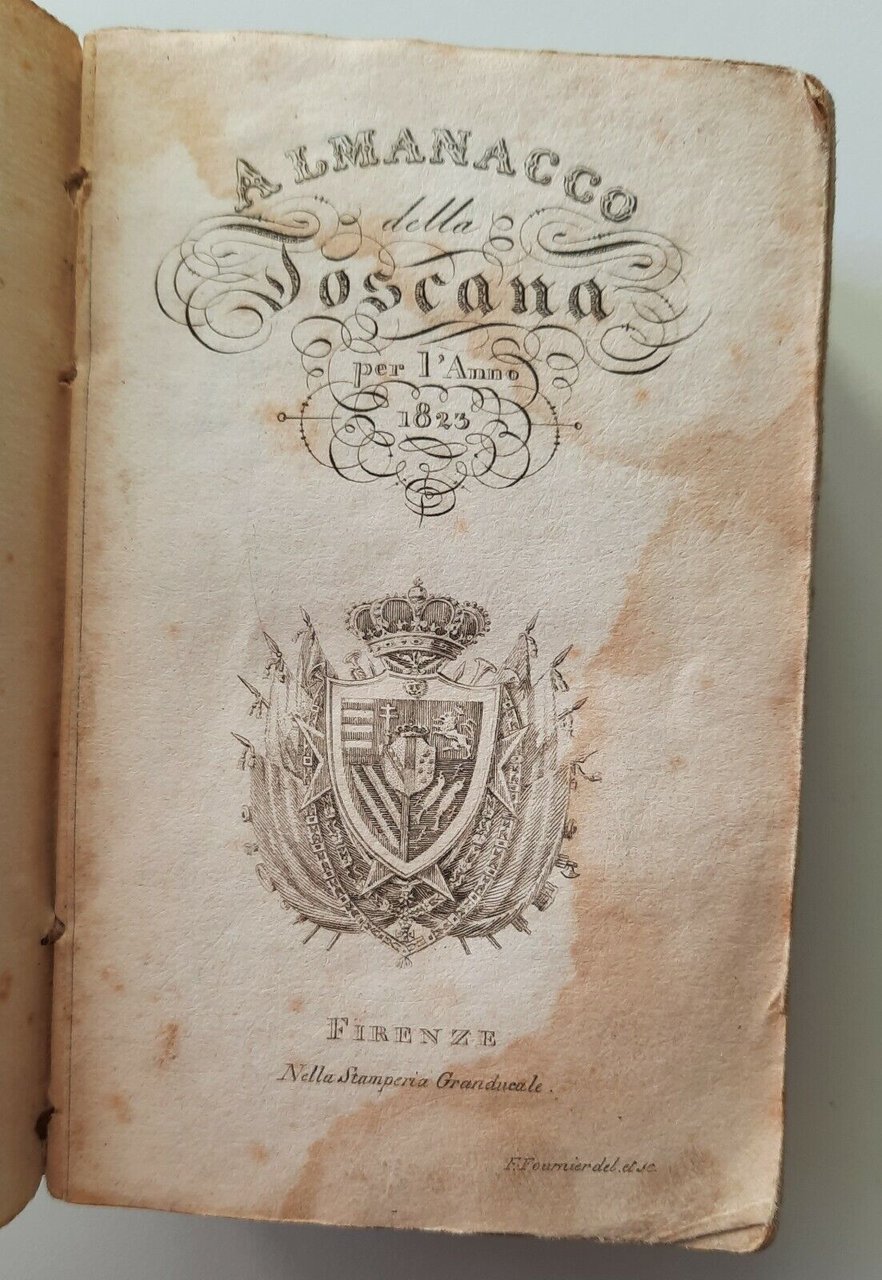 ALMANACCO
della
Toscana
per l'Anno
1823
FIRENZE
Nella Stamperia Granducale.
F. Fournier del. et sc.